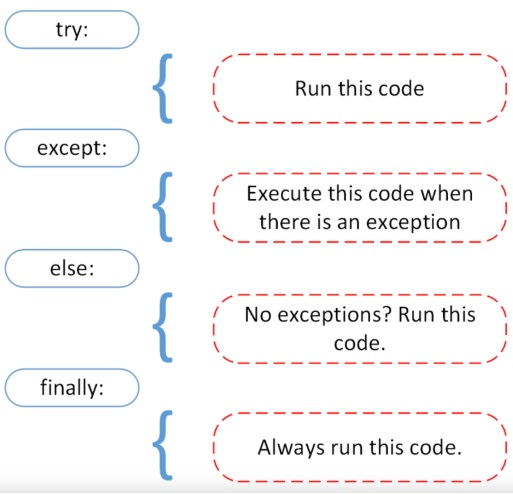 try:
Run this code
except:
Execute this code when
there is an exception
else:
No exceptions? Run this
code.
finally:
Always run this code.